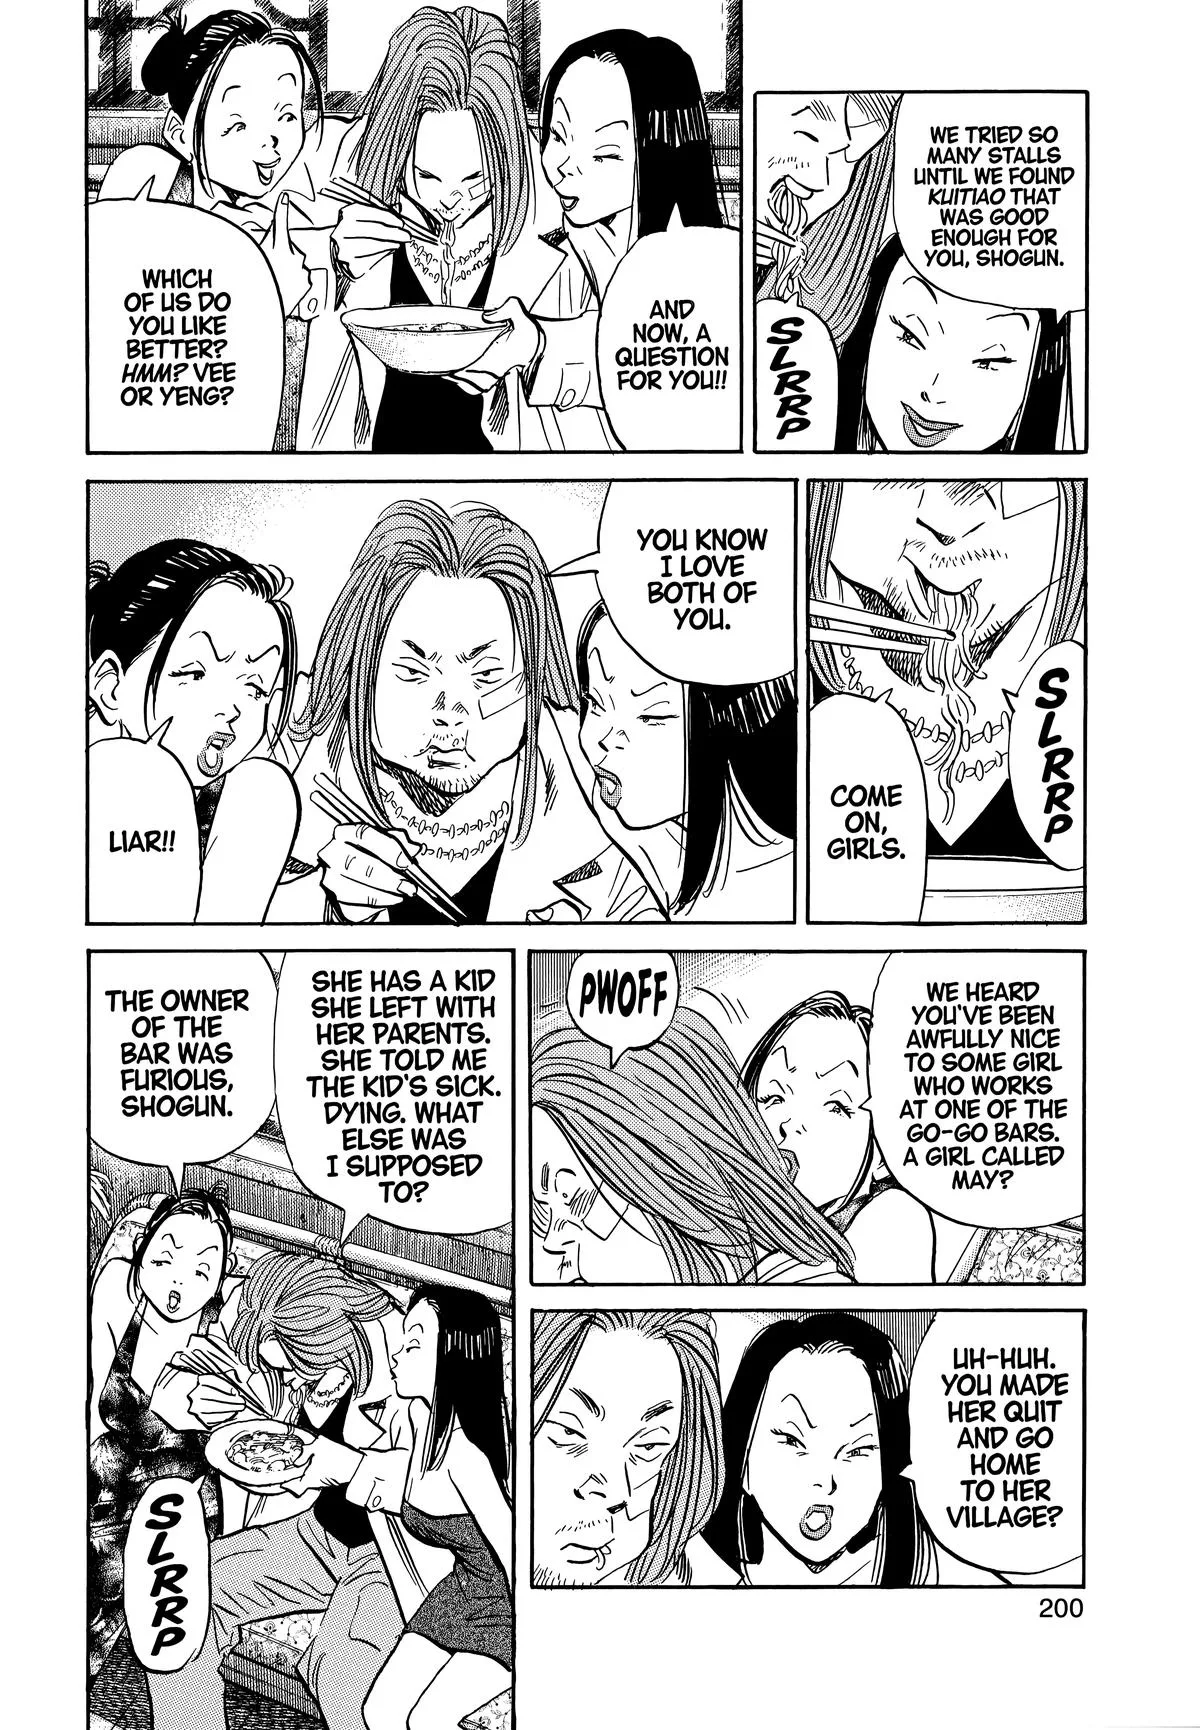 WE TRIED SO
MANY STALLS
UNTIL WE FOUND
KUITIAO THAT
WAS GOOD
ENOUGH FOR
YOU, SHOGUN.
SLRRP
AND
NOW, A
QUESTION
FOR YOU!!
WHICH
OF US DO
YOU LIKE
BETTER?
HMM? VEE
OR YENG?
SLRRP
COME
ON,
GIRLS.
YOU KNOW
I LOVE
BOTH OF
YOU.
LIAR!!
WE HEARD
YOU'VE BEEN
AWFULLY NICE
TO SOME GIRL
WHO WORKS
AT ONE OF THE
GO-GO BARS.
A GIRL CALLED
MAY?
PWOFF
UH-HUH.
YOU MADE
HER QUIT
AND GO
HOME
TO HER
VILLAGE?
SHE HAS A KID
SHE LEFT WITH
HER PARENTS.
SHE TOLD ME
THE KID'S SICK.
DYING. WHAT
ELSE WAS
I SUPPOSED
TO?
THE OWNER
OF THE
BAR WAS
FURIOUS,
SHOGUN.
SLRRP
200